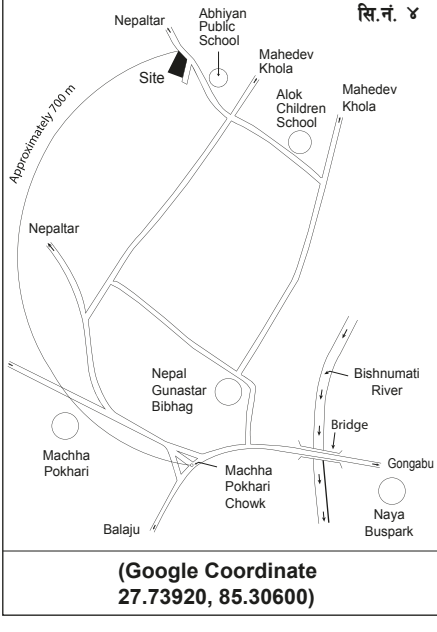 सि.नं. ४
Nepaltar
Abhiyan
Public
School
Mahedev
Khola
Site
Alok
Children
School
Mahedev
Khola
Approximately 700 m
Nepaltar
Nepal
Gunastar
Bibhag
Bishnumati
River
Bridge
Machha
Pokhari
Machha
Pokhari
Chowk
Gongabu
Naya
Buspark
Balaju
(Google Coordinate
27.73920, 85.30600)